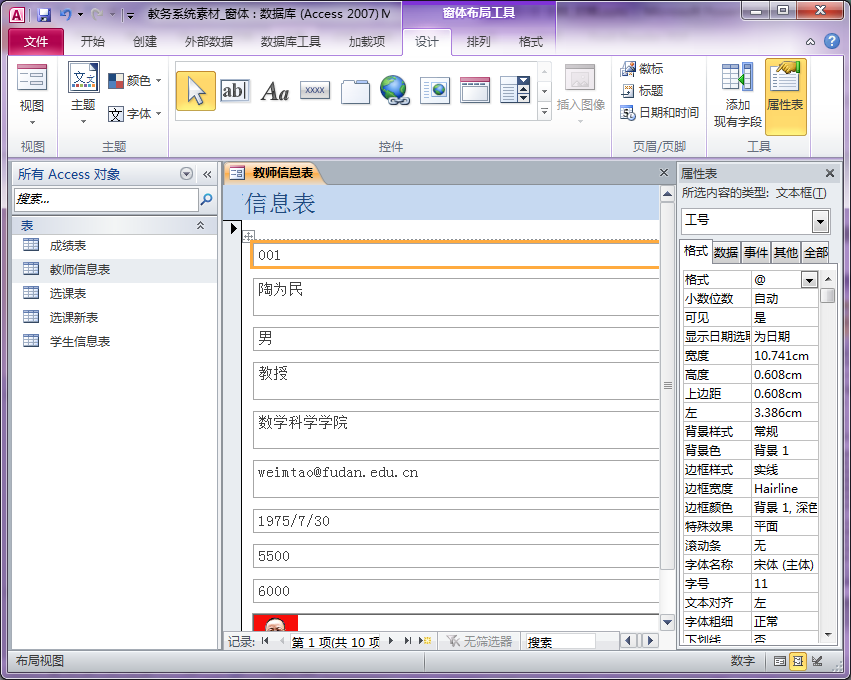 教务系统素材_窗体 : 数据库 (Access 2007) M
窗体布局工具
文件 开始 创建 外部数据 数据库工具 加载项 设计 排列 格式
视图 主题 颜色 字体 ab Aa xxxx 插入图像 徽标 标题 日期和时间 添加现有字段 属性表
视图 主题 控件 页眉/页脚 工具
所有 Access 对象 «
搜索...
表
成绩表
教师信息表
选课表
选课新表
学生信息表
教师信息表
信息表
001
陶为民
男
教授
数学科学学院
weimtao@fudan.edu.cn
1975/7/30
5500
6000
记录: 第 1 项(共 10 项 无筛选器 搜索
属性表
所选内容的类型: 文本框(T)
工号
格式 数据 事件 其他 全部
格式 @
小数位数 自动
可见 是
显示日期选取 为日期
宽度 10.741cm
高度 0.608cm
上边距 0.608cm
左 3.386cm
背景样式 常规
背景色 背景 1
边框样式 实线
边框宽度 Hairline
边框颜色 背景 1, 深色
特殊效果 平面
滚动条 无
字体名称 宋体 (主体)
字号 11
文本对齐 左
字体粗细 正常
下划线 否
布局视图 数字